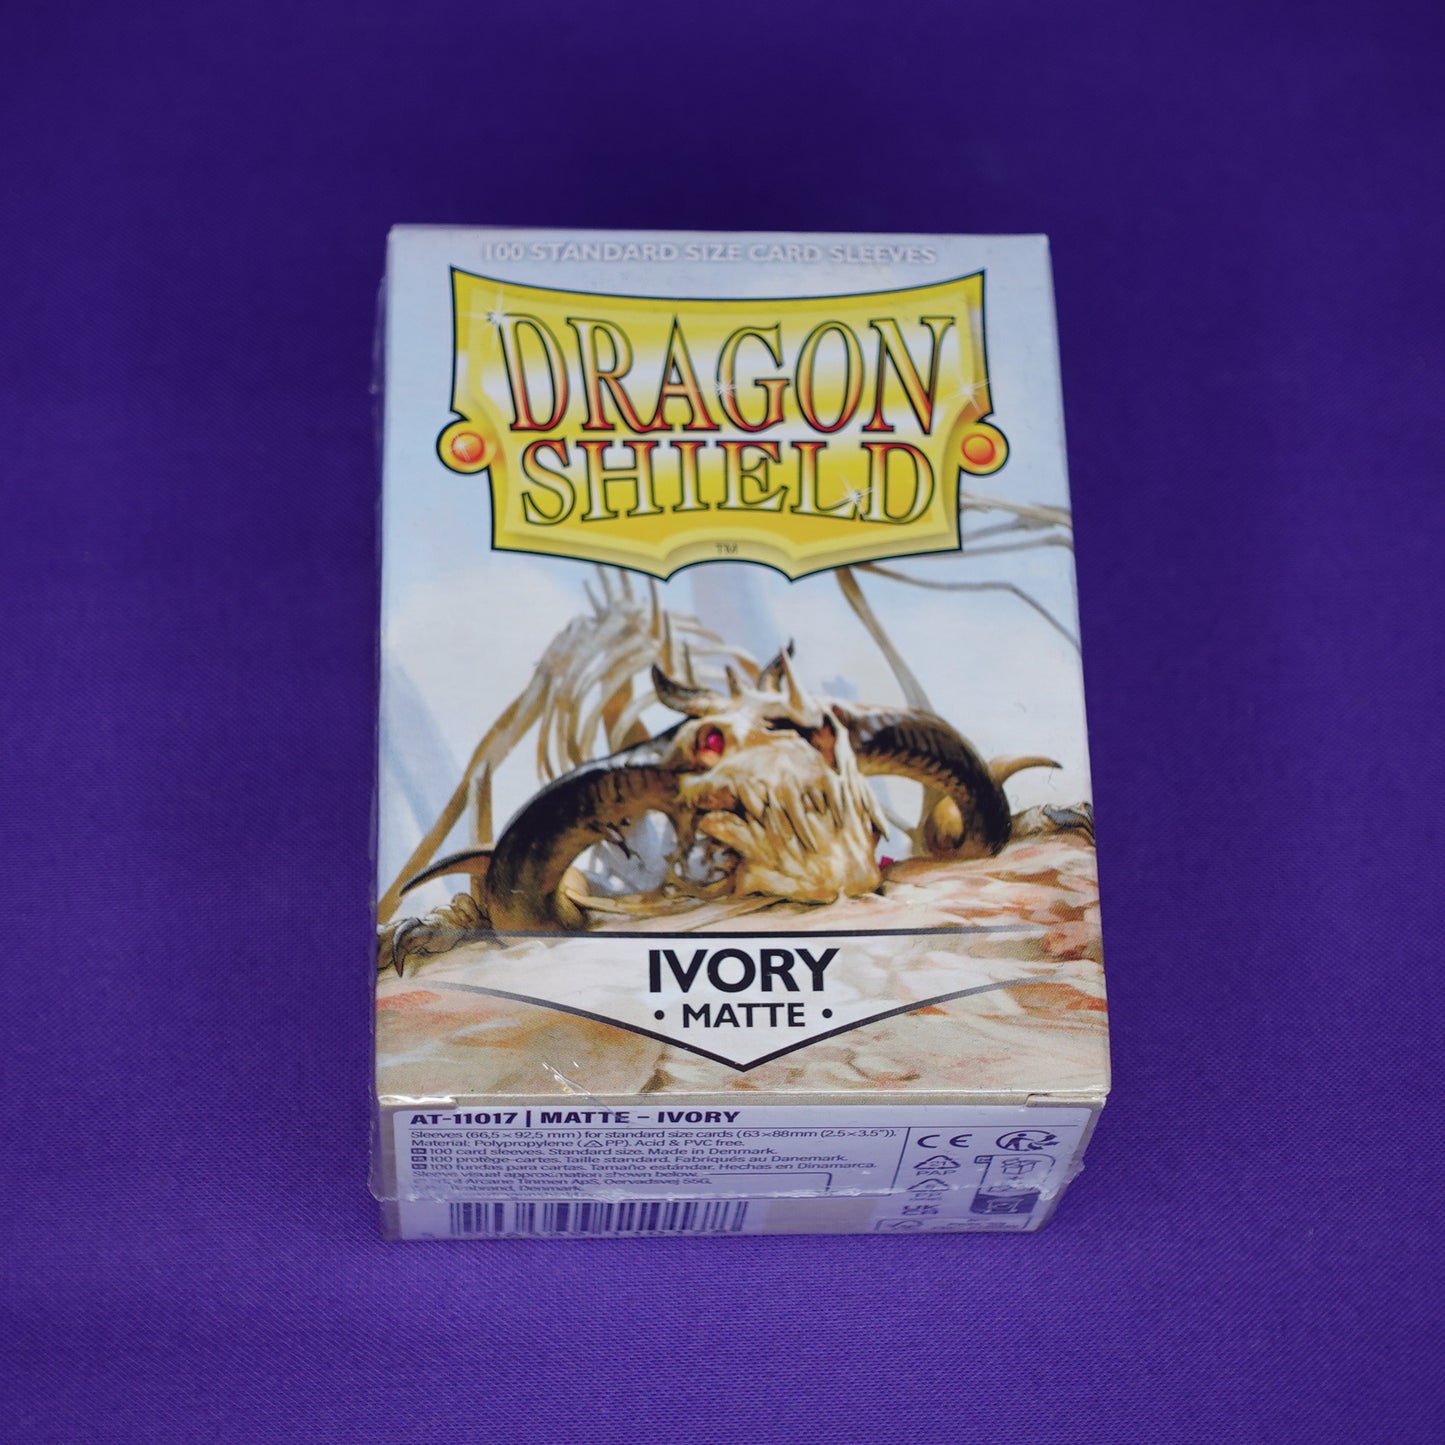 100 STANDARD SIZE CARD SLEEVES
DRAGON
SHIELD
TM
IVORY
• MATTE •
AT-11017 | MATTE - IVORY
Sleeves (66,5 × 92,5 mm) for standard size cards (63×88mm (2.5×3.5")).
Material: Polypropylene (PP). Acid & PVC free.
100 card sleeves. Standard size. Made in Denmark.
100 protège-cartes. Taille standard. Fabriqués au Danemark.
100 fundas para cartas. Tamaño estándar. Hechas en Dinamarca.
Sleeve visual approximation shown below.
Arcane Tinmen ApS,
Denmark.
CE
PAP
PP